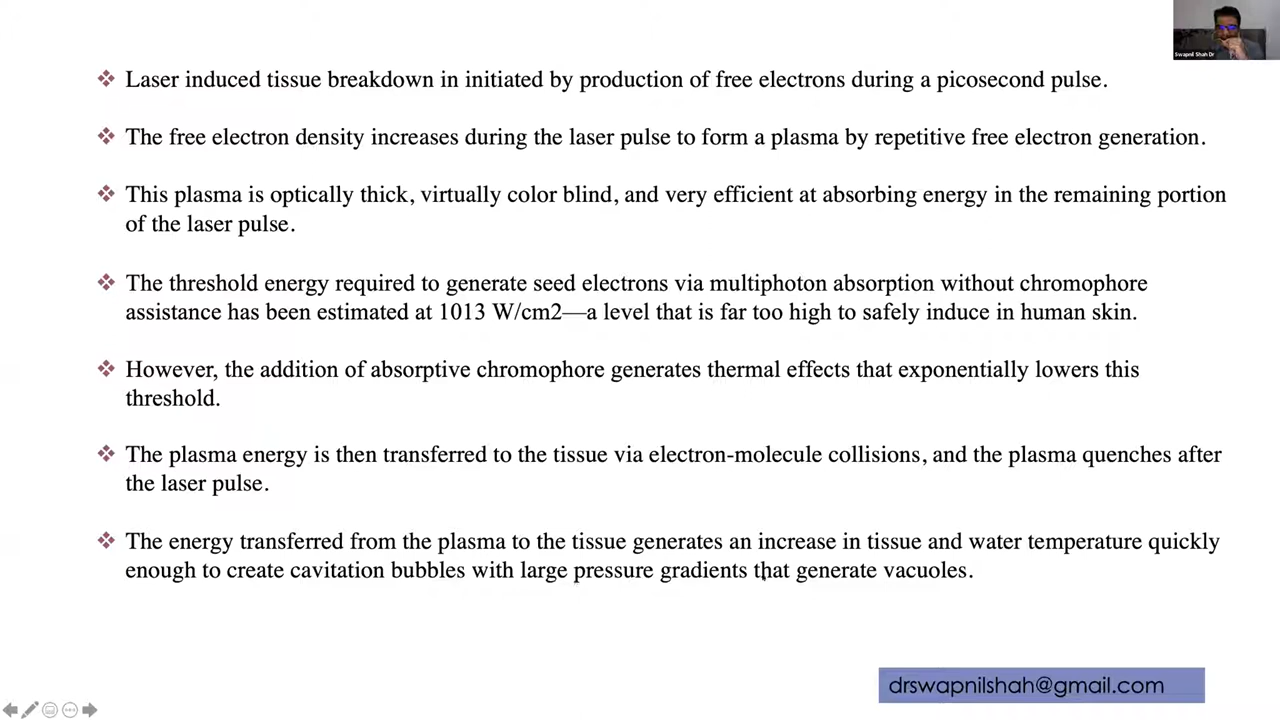 Swapnil Shah Dr
❖ Laser induced tissue breakdown in initiated by production of free electrons during a picosecond pulse.
❖ The free electron density increases during the laser pulse to form a plasma by repetitive free electron generation.
❖ This plasma is optically thick, virtually color blind, and very efficient at absorbing energy in the remaining portion
of the laser pulse.
❖ The threshold energy required to generate seed electrons via multiphoton absorption without chromophore
assistance has been estimated at 1013 W/cm2—a level that is far too high to safely induce in human skin.
❖ However, the addition of absorptive chromophore generates thermal effects that exponentially lowers this
threshold.
❖ The plasma energy is then transferred to the tissue via electron-molecule collisions, and the plasma quenches after
the laser pulse.
❖ The energy transferred from the plasma to the tissue generates an increase in tissue and water temperature quickly
enough to create cavitation bubbles with large pressure gradients that generate vacuoles.
drswapnilshah@gmail.com